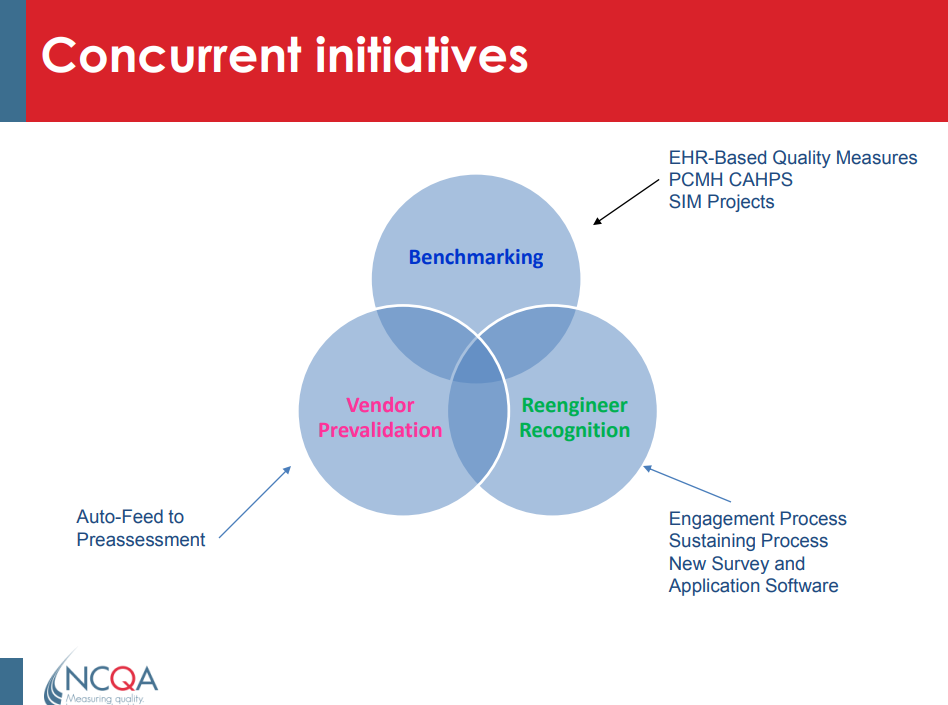 Concurrent initiatives
EHR-Based Quality Measures
PCMH CAHPS
SIM Projects
Benchmarking
Vendor
Prevalidation
Reengineer
Recognition
Auto-Feed to
Preassessment
Engagement Process
Sustaining Process
New Survey and
Application Software
NCQA
Measuring quality.